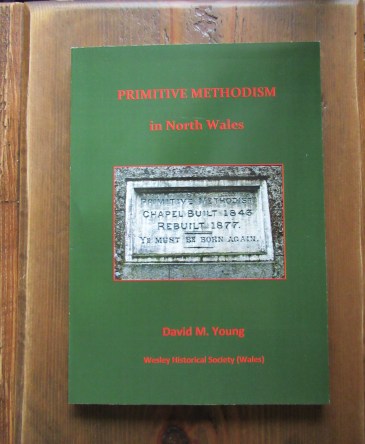 PRIMITIVE METHODISM
in North Wales
PRIMITIVE METHODIST
CHAPEL BUILT 1843
REBUILT 1877.
YE MUST BE BORN AGAIN.
David M. Young
Wesley Historical Society (Wales)